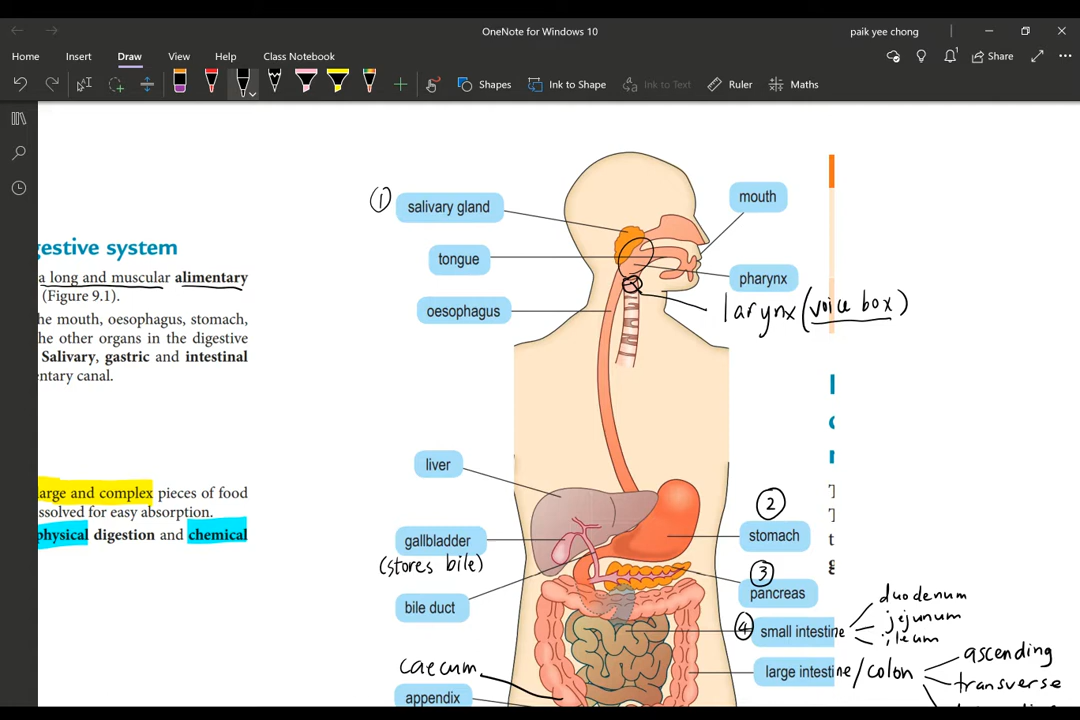 OneNote for Windows 10
paik yee chong
Home
Insert
Draw
View
Help
Class Notebook
Share
Shapes
Ink to Shape
Ink to Text
Ruler
Maths
gestive system
a long and muscular alimentary
(Figure 9.1).
he mouth, oesophagus, stomach,
he other organs in the digestive
Salivary, gastric and intestinal
entary canal.
large and complex pieces of food
issolved for easy absorption.
physical digestion and chemical
1 salivary gland
mouth
tongue
pharynx
larynx (voice box)
oesophagus
liver
2
stomach
gallbladder
(stores bile)
3
pancreas
bile duct
4 small intestine
duodenum
jejunum
ileum
large intestine/colon
ascending
transverse
caecum
appendix